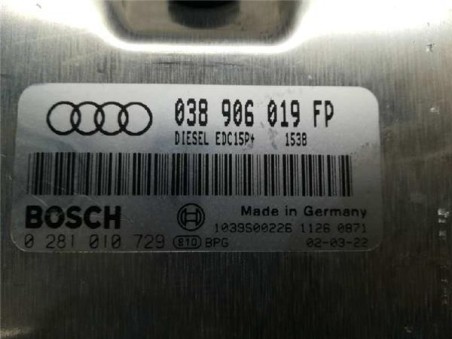 038 906 019 FP
DIESEL EDC15P+ 1538
BOSCH
Made in Germany
1039S00226 1126 0871
0 281 010 729 810 BPG 02-03-22